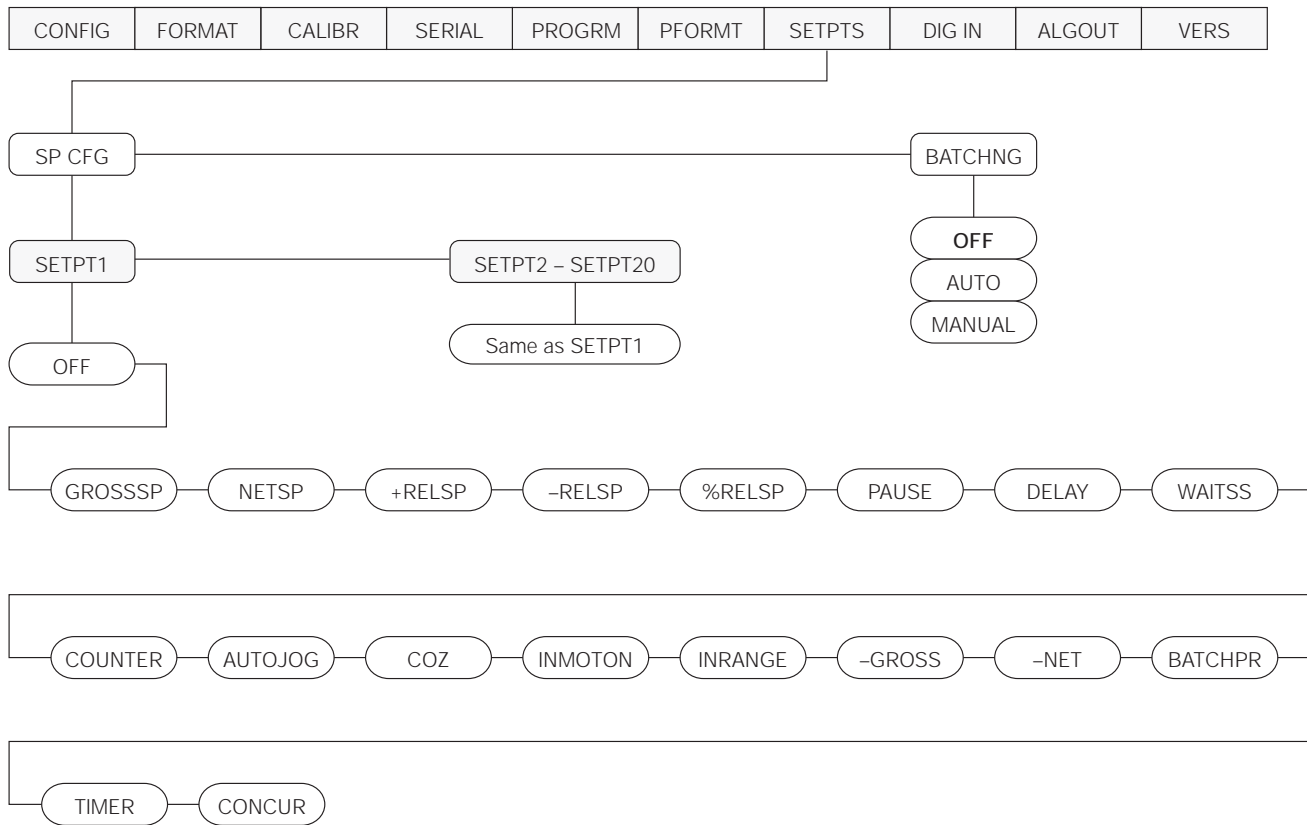 CONFIG FORMAT CALIBR SERIAL PROGRM PFORMT SETPTS DIG IN ALGOUT VERS
SP CFG BATCHNG
OFF
SETPT1 SETPT2 – SETPT20
AUTO
MANUAL
Same as SETPT1
OFF
GROSSSP NETSP +RELSP –RELSP %RELSP PAUSE DELAY WAITSS
COUNTER AUTOJOG COZ INMOTON INRANGE –GROSS –NET BATCHPR
TIMER CONCUR